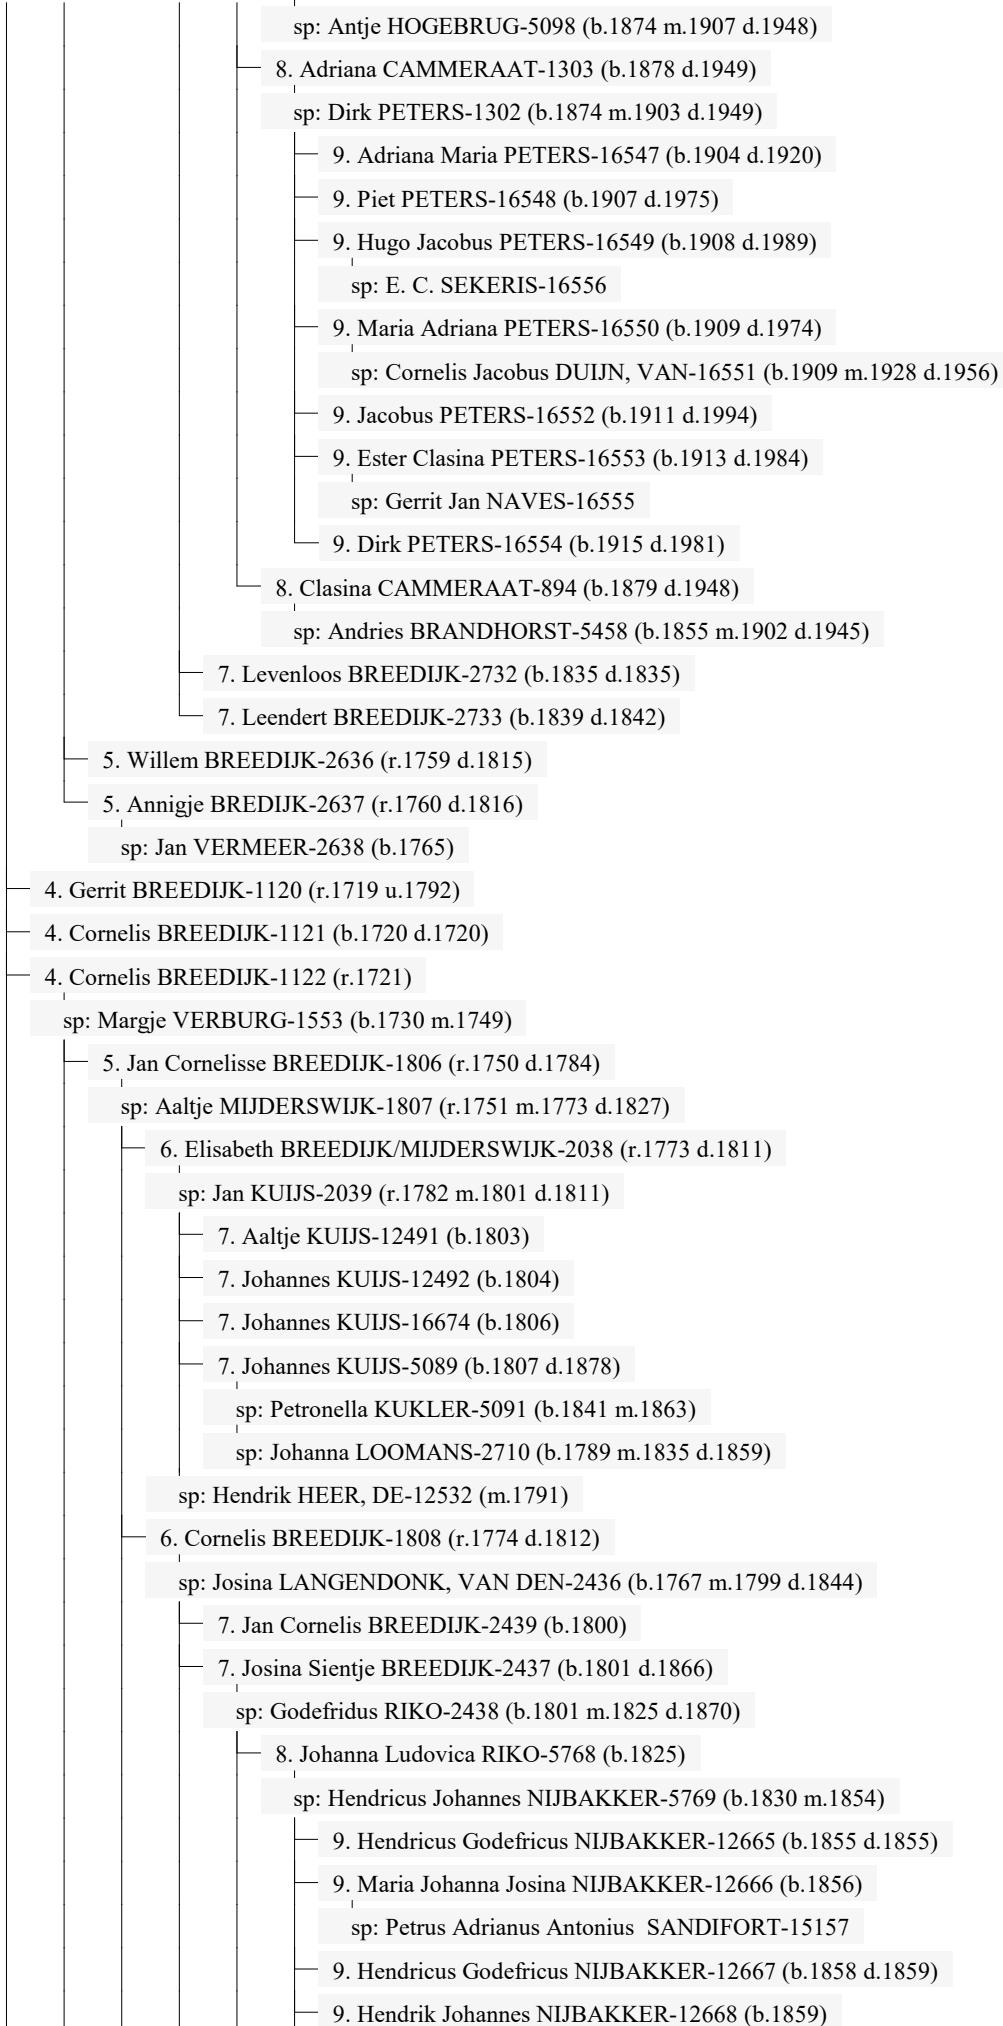 sp: Antje HOGEBRUG-5098 (b.1874 m.1907 d.1948)
8. Adriana CAMMERAAT-1303 (b.1878 d.1949)
sp: Dirk PETERS-1302 (b.1874 m.1903 d.1949)
9. Adriana Maria PETERS-16547 (b.1904 d.1920)
9. Piet PETERS-16548 (b.1907 d.1975)
9. Hugo Jacobus PETERS-16549 (b.1908 d.1989)
sp: E. C. SEKERIS-16556
9. Maria Adriana PETERS-16550 (b.1909 d.1974)
sp: Cornelis Jacobus DUIJN, VAN-16551 (b.1909 m.1928 d.1956)
9. Jacobus PETERS-16552 (b.1911 d.1994)
9. Ester Clasina PETERS-16553 (b.1913 d.1984)
sp: Gerrit Jan NAVES-16555
9. Dirk PETERS-16554 (b.1915 d.1981)
8. Clasina CAMMERAAT-894 (b.1879 d.1948)
sp: Andries BRANDHORST-5458 (b.1855 m.1902 d.1945)
7. Levenloos BREEDIJK-2732 (b.1835 d.1835)
7. Leendert BREEDIJK-2733 (b.1839 d.1842)
5. Willem BREEDIJK-2636 (r.1759 d.1815)
5. Annigje BREDIJK-2637 (r.1760 d.1816)
sp: Jan VERMEER-2638 (b.1765)
4. Gerrit BREEDIJK-1120 (r.1719 u.1792)
4. Cornelis BREEDIJK-1121 (b.1720 d.1720)
4. Cornelis BREEDIJK-1122 (r.1721)
sp: Margje VERBURG-1553 (b.1730 m.1749)
5. Jan Cornelisse BREEDIJK-1806 (r.1750 d.1784)
sp: Aaltje MIJDERSWIJK-1807 (r.1751 m.1773 d.1827)
6. Elisabeth BREEDIJK/MIJDERSWIJK-2038 (r.1773 d.1811)
sp: Jan KUIJS-2039 (r.1782 m.1801 d.1811)
7. Aaltje KUIJS-12491 (b.1803)
7. Johannes KUIJS-12492 (b.1804)
7. Johannes KUIJS-16674 (b.1806)
7. Johannes KUIJS-5089 (b.1807 d.1878)
sp: Petronella KUKLER-5091 (b.1841 m.1863)
sp: Johanna LOOMANS-2710 (b.1789 m.1835 d.1859)
sp: Hendrik HEER, DE-12532 (m.1791)
6. Cornelis BREEDIJK-1808 (r.1774 d.1812)
sp: Josina LANGENDONK, VAN DEN-2436 (b.1767 m.1799 d.1844)
7. Jan Cornelis BREEDIJK-2439 (b.1800)
7. Josina Sientje BREEDIJK-2437 (b.1801 d.1866)
sp: Godefridus RIKO-2438 (b.1801 m.1825 d.1870)
8. Johanna Ludovica RIKO-5768 (b.1825)
sp: Hendricus Johannes NIJBAKKER-5769 (b.1830 m.1854)
9. Hendricus Godefricus NIJBAKKER-12665 (b.1855 d.1855)
9. Maria Johanna Josina NIJBAKKER-12666 (b.1856)
sp: Petrus Adrianus Antonius  SANDIFORT-15157
9. Hendricus Godefricus NIJBAKKER-12667 (b.1858 d.1859)
9. Hendrik Johannes NIJBAKKER-12668 (b.1859)